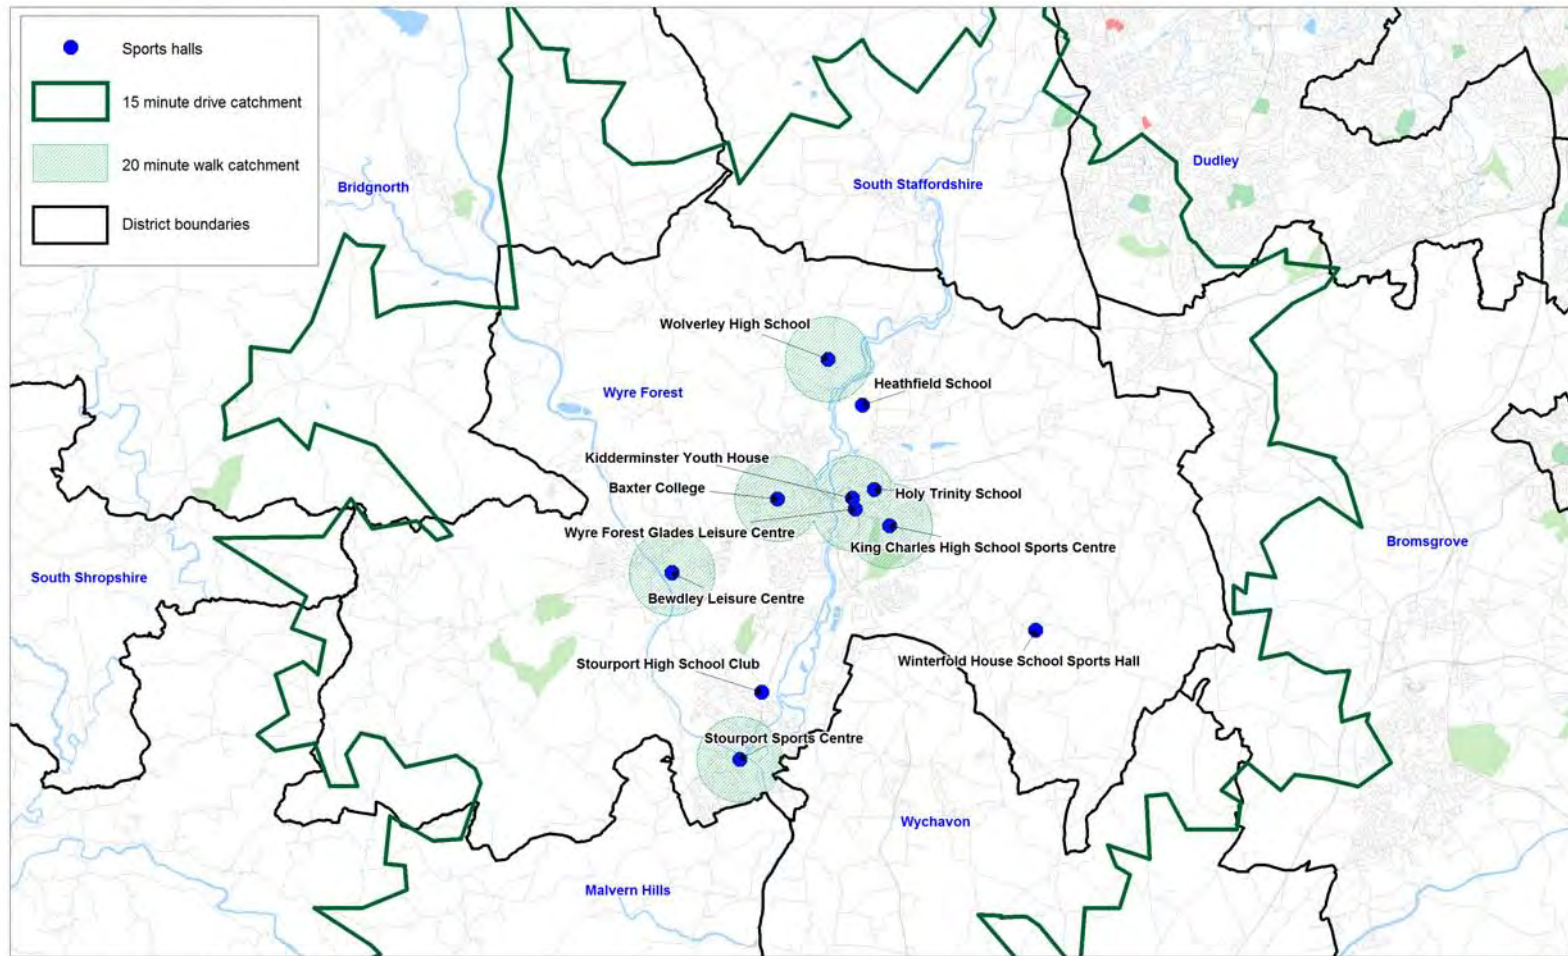 Sports halls
15 minute drive catchment
20 minute walk catchment
District boundaries
Dudley
South Staffordshire
Bridgnorth
Wolverley High School
Heathfield School
Wyre Forest
Kidderminster Youth House
Baxter College
Holy Trinity School
Wyre Forest Glades Leisure Centre
King Charles High School Sports Centre
Bromsgrove
South Shropshire
Bewdley Leisure Centre
Stourport High School Club
Winterfold House School Sports Hall
Stourport Sports Centre
Wychavon
Malvern Hills